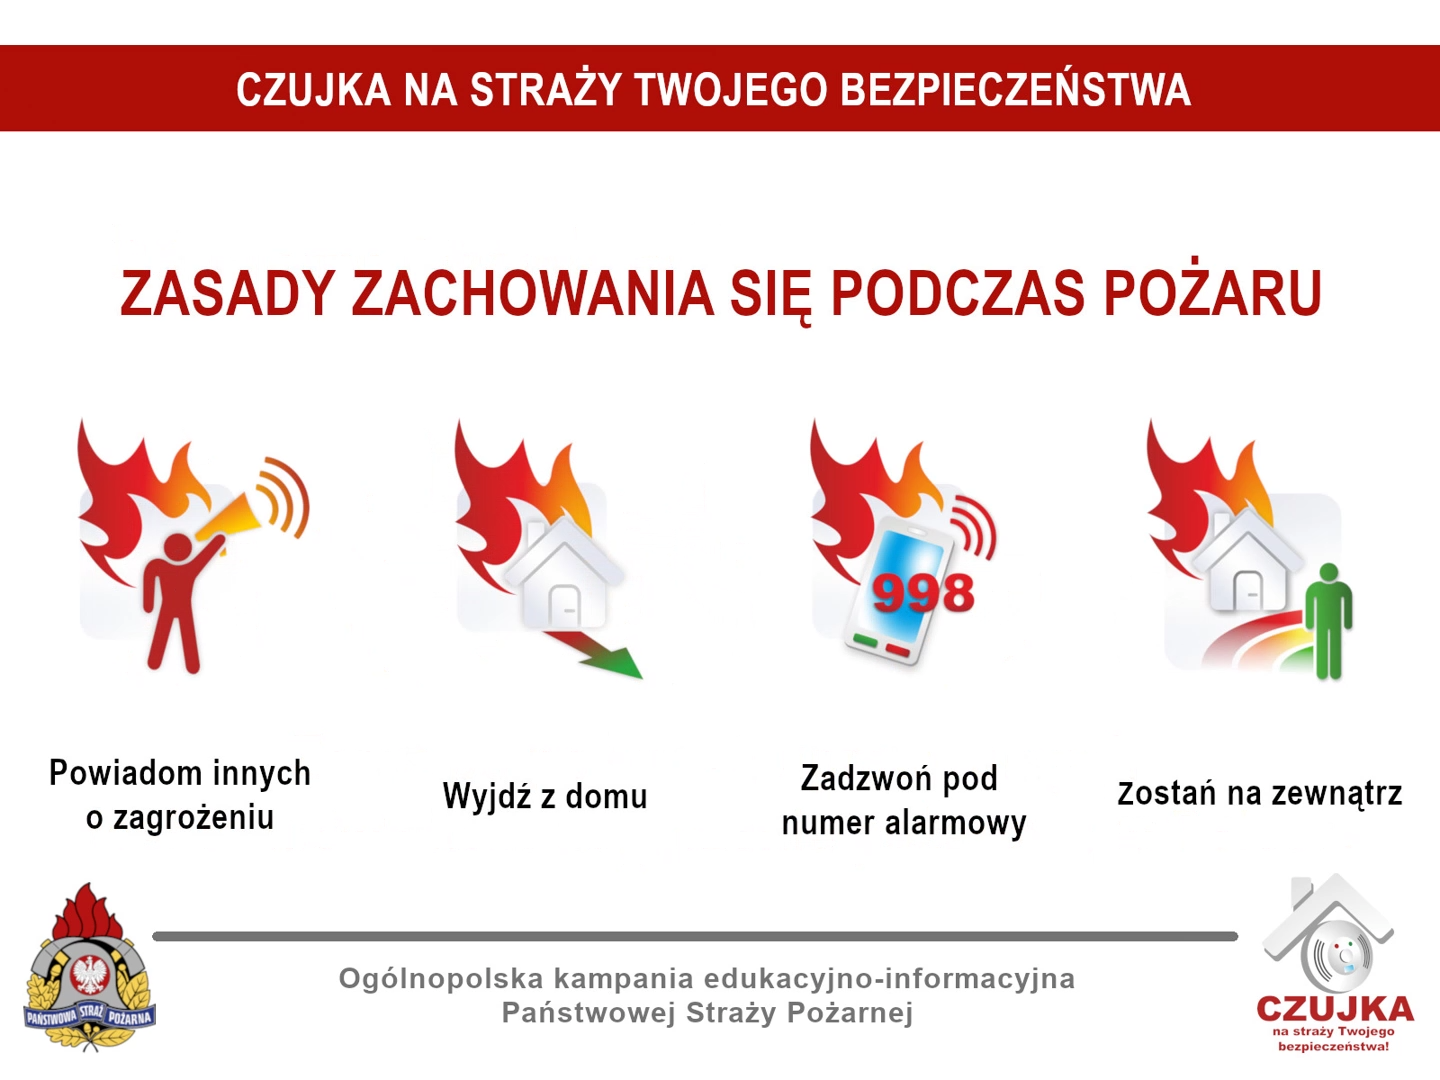 CZUJKA NA STRAŻY TWOJEGO BEZPIECZEŃSTWA
ZASADY ZACHOWANIA SIĘ PODCZAS POŻARU
998
Powiadom innych
o zagrożeniu
Wyjdź z domu
Zadzwoń pod
numer alarmowy
Zostań na zewnątrz
PAŃSTWOWA STRAŻ POŻARNA
Ogólnopolska kampania edukacyjno-informacyjna
Państwowej Straży Pożarnej
CZUJKA
na straży Twojego
bezpieczeństwa!